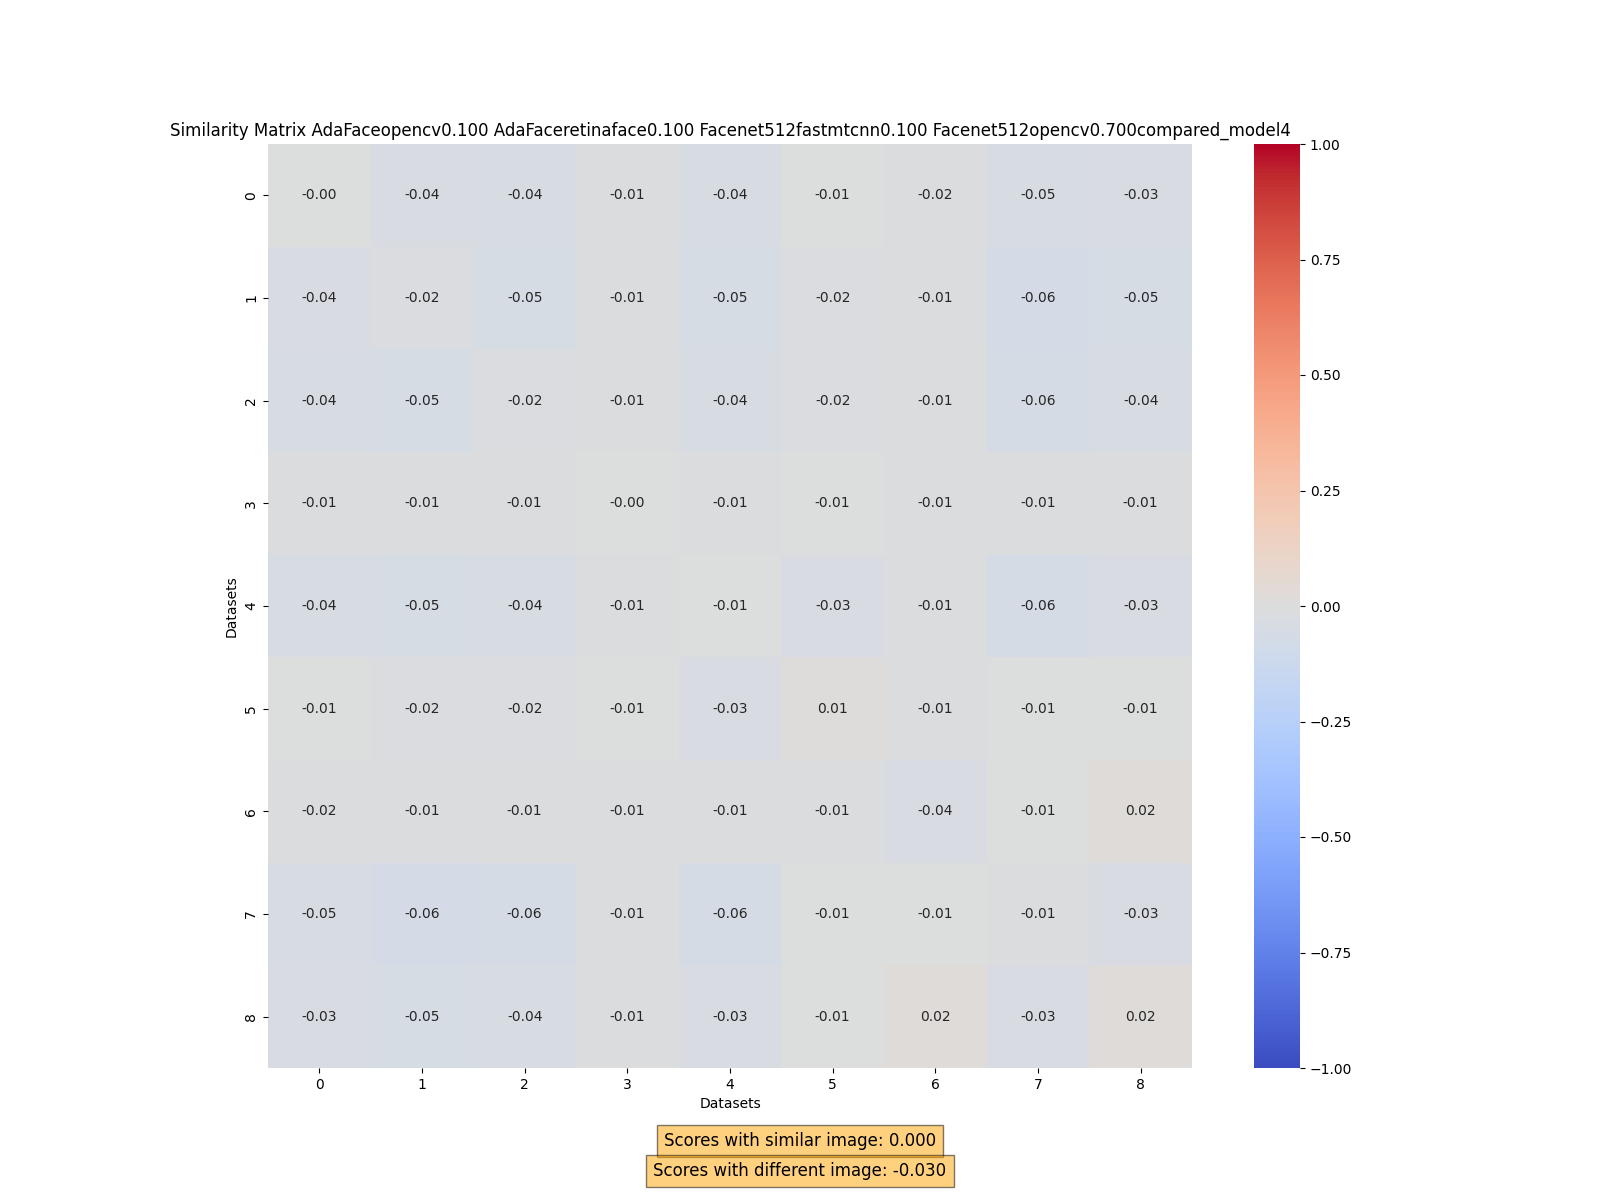 Similarity Matrix AdaFaceopencv0.100 AdaFaceretinaface0.100 Facenet512fastmtcnn0.100 Facenet512opencv0.700compared_model4
0 -0.00 -0.04 -0.04 -0.01 -0.04 -0.01 -0.02 -0.05 -0.03
1 -0.04 -0.02 -0.05 -0.01 -0.05 -0.02 -0.01 -0.06 -0.05
2 -0.04 -0.05 -0.02 -0.01 -0.04 -0.02 -0.01 -0.06 -0.04
3 -0.01 -0.01 -0.01 -0.00 -0.01 -0.01 -0.01 -0.01 -0.01
4 -0.04 -0.05 -0.04 -0.01 -0.01 -0.03 -0.01 -0.06 -0.03
5 -0.01 -0.02 -0.02 -0.01 -0.03 0.01 -0.01 -0.01 -0.01
6 -0.02 -0.01 -0.01 -0.01 -0.01 -0.01 -0.04 -0.01 0.02
7 -0.05 -0.06 -0.06 -0.01 -0.06 -0.01 -0.01 -0.01 -0.03
8 -0.03 -0.05 -0.04 -0.01 -0.03 -0.01 0.02 -0.03 0.02
Datasets
0 1 2 3 4 5 6 7 8
Datasets
1.00
0.75
0.50
0.25
0.00
−0.25
−0.50
−0.75
−1.00
Scores with similar image: 0.000
Scores with different image: -0.030